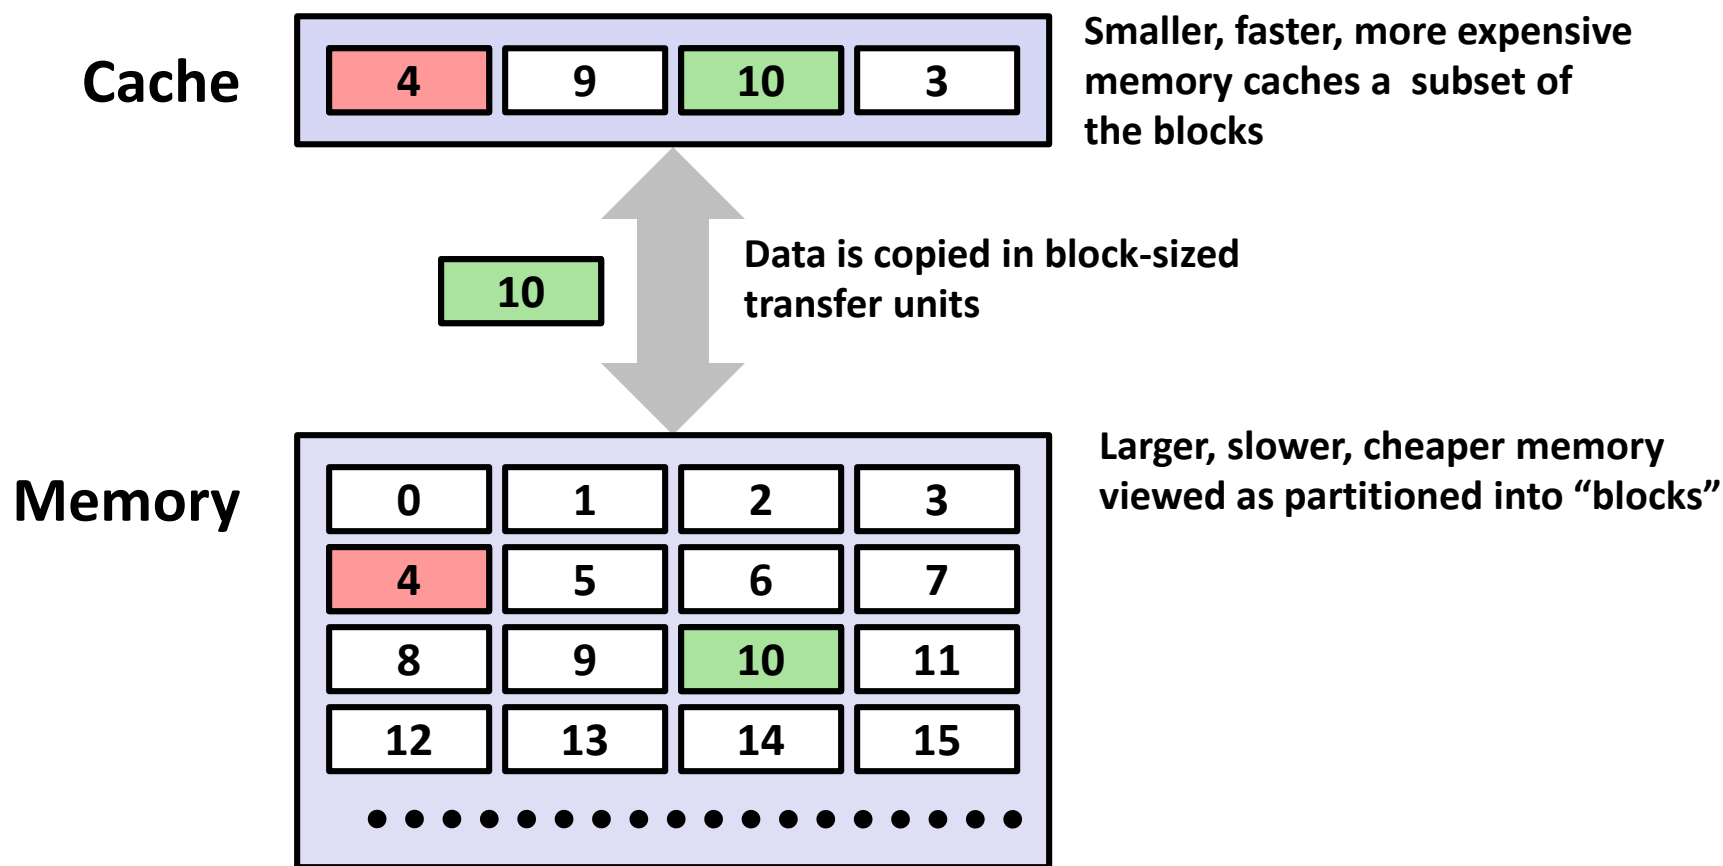 Cache
4 9 10 3
Smaller, faster, more expensive
memory caches a  subset of
the blocks
10
Data is copied in block-sized
transfer units
Memory
0 1 2 3
4 5 6 7
8 9 10 11
12 13 14 15
Larger, slower, cheaper memory
viewed as partitioned into “blocks”